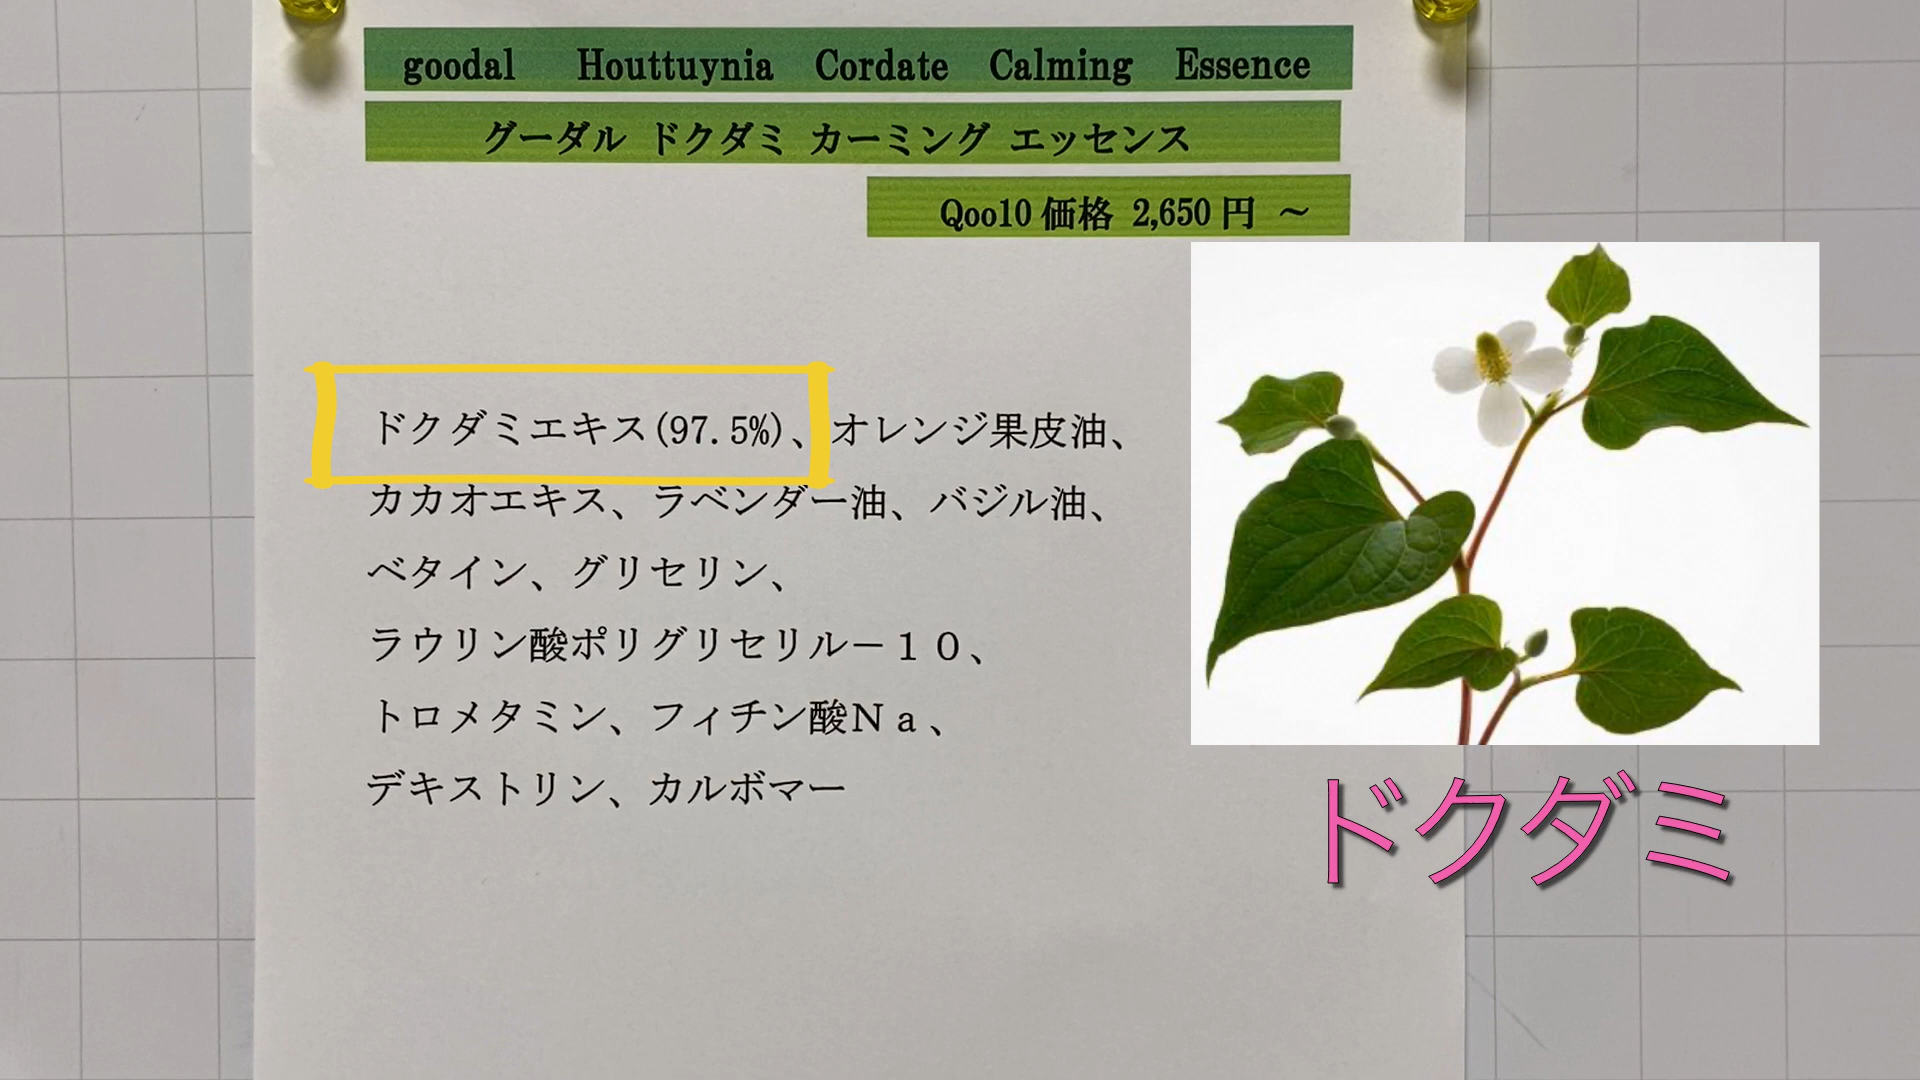 goodal Houttuynia Cordate Calming Essence
グーダル ドクダミ カーミング エッセンス
Qoo10 価格 2,650 円 ～
ドクダミエキス(97.5%)、オレンジ果皮油、
カカオエキス、ラベンダー油、バジル油、
ベタイン、グリセリン、
ラウリン酸ポリグリセリル－１０、
トロメタミン、フィチン酸Ｎａ、
デキストリン、カルボマー
ドクダミ